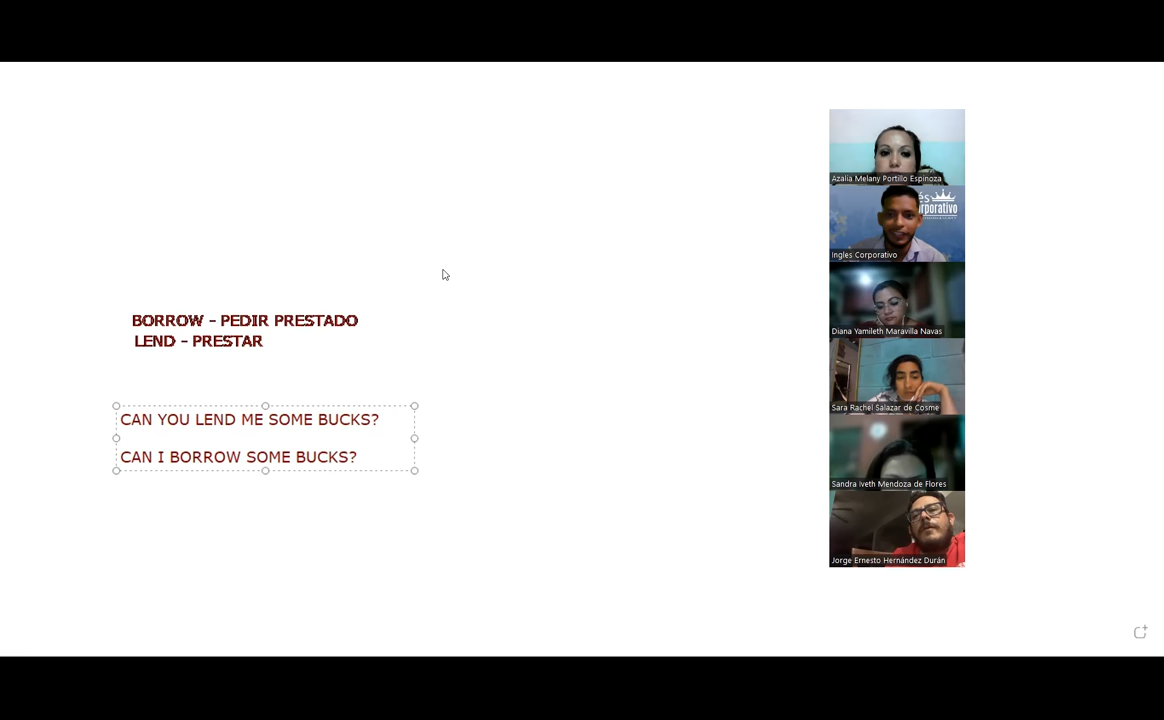 BORROW - PEDIR PRESTADO
LEND - PRESTAR
CAN YOU LEND ME SOME BUCKS?
CAN I BORROW SOME BUCKS?
Azalia Melany Portillo Espinoza
Ingles Corporativo
Diana Yamileth Maravilla Navas
Sara Rachel Salazar de Cosme
Sandra Iveth Mendoza de Flores
Jorge Ernesto Hernández Durán